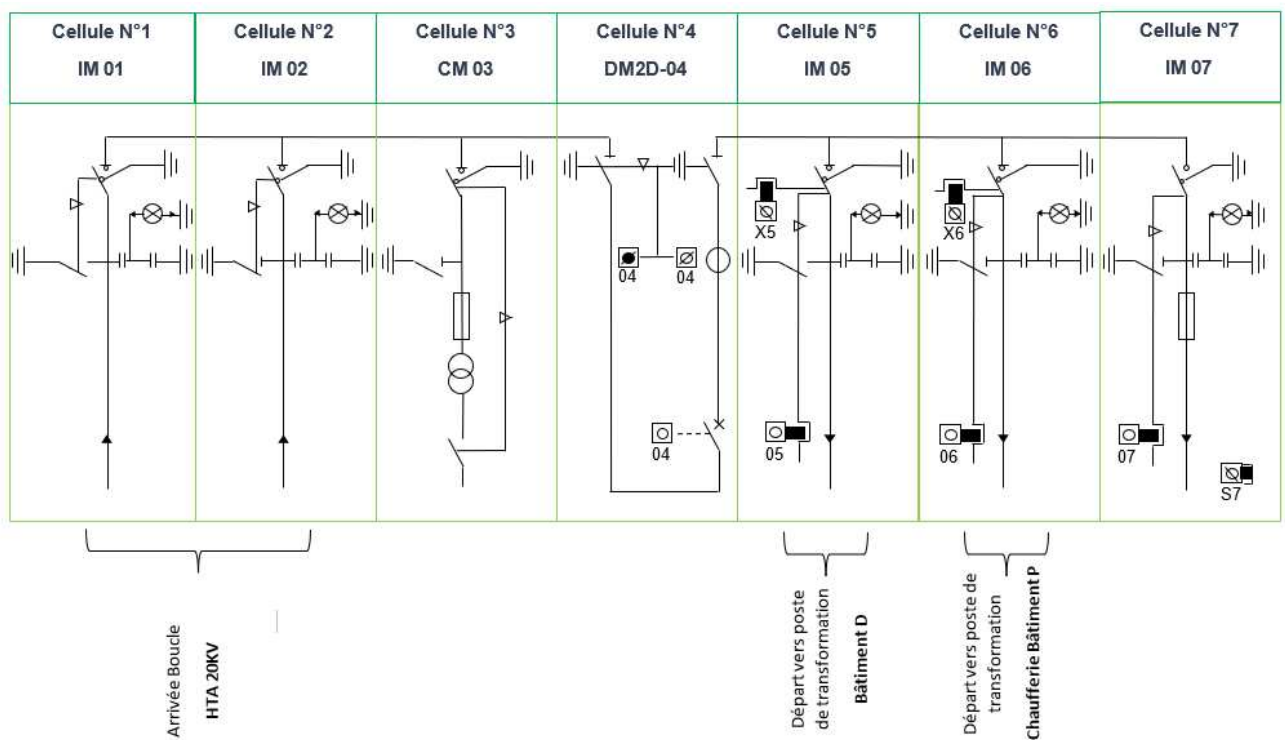 Cellule N°1
IM 01
Cellule N°2
IM 02
Cellule N°3
CM 03
Cellule N°4
DM2D-04
Cellule N°5
IM 05
Cellule N°6
IM 06
Cellule N°7
IM 07
X5
X6
04
04
04
05
06
07
S7
Arrivée Boucle
HTA 20KV
Départ vers poste
de transformation
Bâtiment D
Départ vers poste de
transformation
Chaufferie Bâtiment P